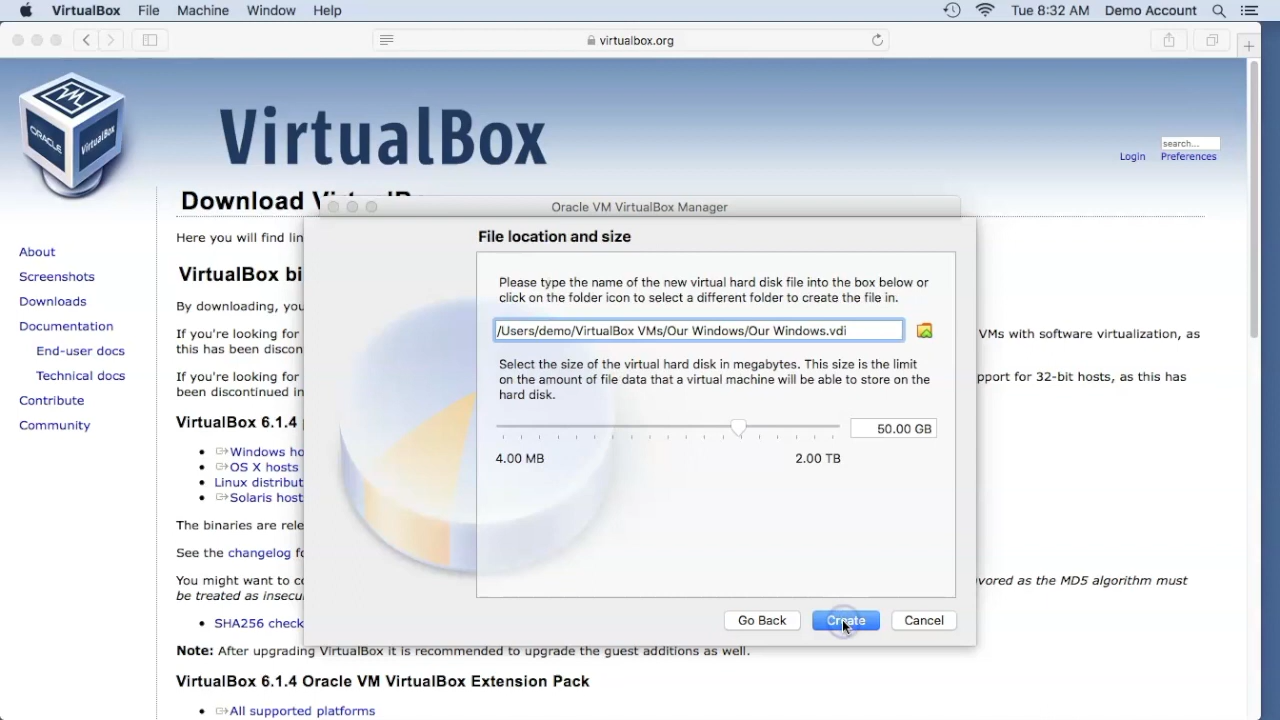 VirtualBox File Machine Window Help Tue 8:32 AM Demo Account
virtualbox.org
ORACLE VirtualBox
VirtualBox
search...
Login Preferences
Download
Oracle VM VirtualBox Manager
Here you will find lin
File location and size
About
Screenshots
Downloads
Documentation
End-user docs
Technical docs
Contribute
Community
VirtualBox bi
By downloading, you
If you're looking for
VMs with software virtualization, as
this has been discon
If you're looking for
pport for 32-bit hosts, as this has
been discontinued in
VirtualBox 6.1.4
Windows ho
OS X hosts
Linux distribut
Solaris host
The binaries are rele
See the changelog fo
You might want to co
vored as the MD5 algorithm must
be treated as insecu
SHA256 check
Please type the name of the new virtual hard disk file into the box below or
click on the folder icon to select a different folder to create the file in.
/Users/demo/VirtualBox VMs/Our Windows/Our Windows.vdi
Select the size of the virtual hard disk in megabytes. This size is the limit
on the amount of file data that a virtual machine will be able to store on the
hard disk.
50.00 GB
4.00 MB 2.00 TB
Go Back Create Cancel
Note: After upgrading VirtualBox it is recommended to upgrade the guest additions as well.
VirtualBox 6.1.4 Oracle VM VirtualBox Extension Pack
All supported platforms